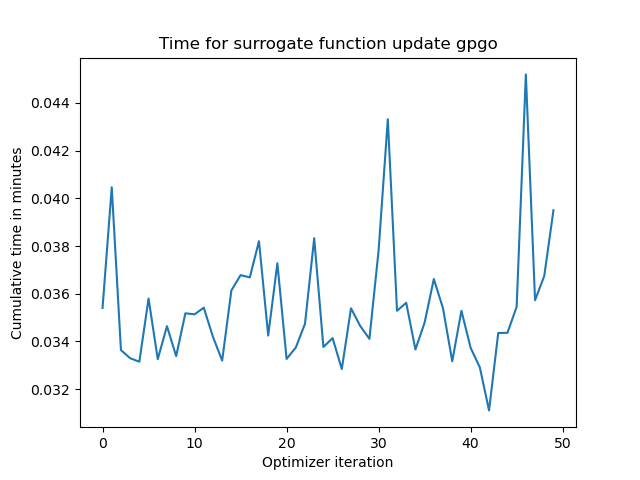 Time for surrogate function update gpgo
Cumulative time in minutes
0.044
0.042
0.040
0.038
0.036
0.034
0.032
0 10 20 30 40 50
Optimizer iteration